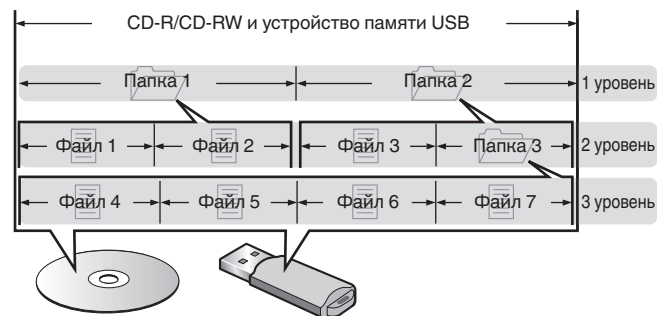 CD-R/CD-RW и устройство памяти USB
Папка 1 Папка 2 1 уровень
Файл 1 Файл 2 Файл 3 Папка 3 2 уровень
Файл 4 Файл 5 Файл 6 Файл 7 3 уровень